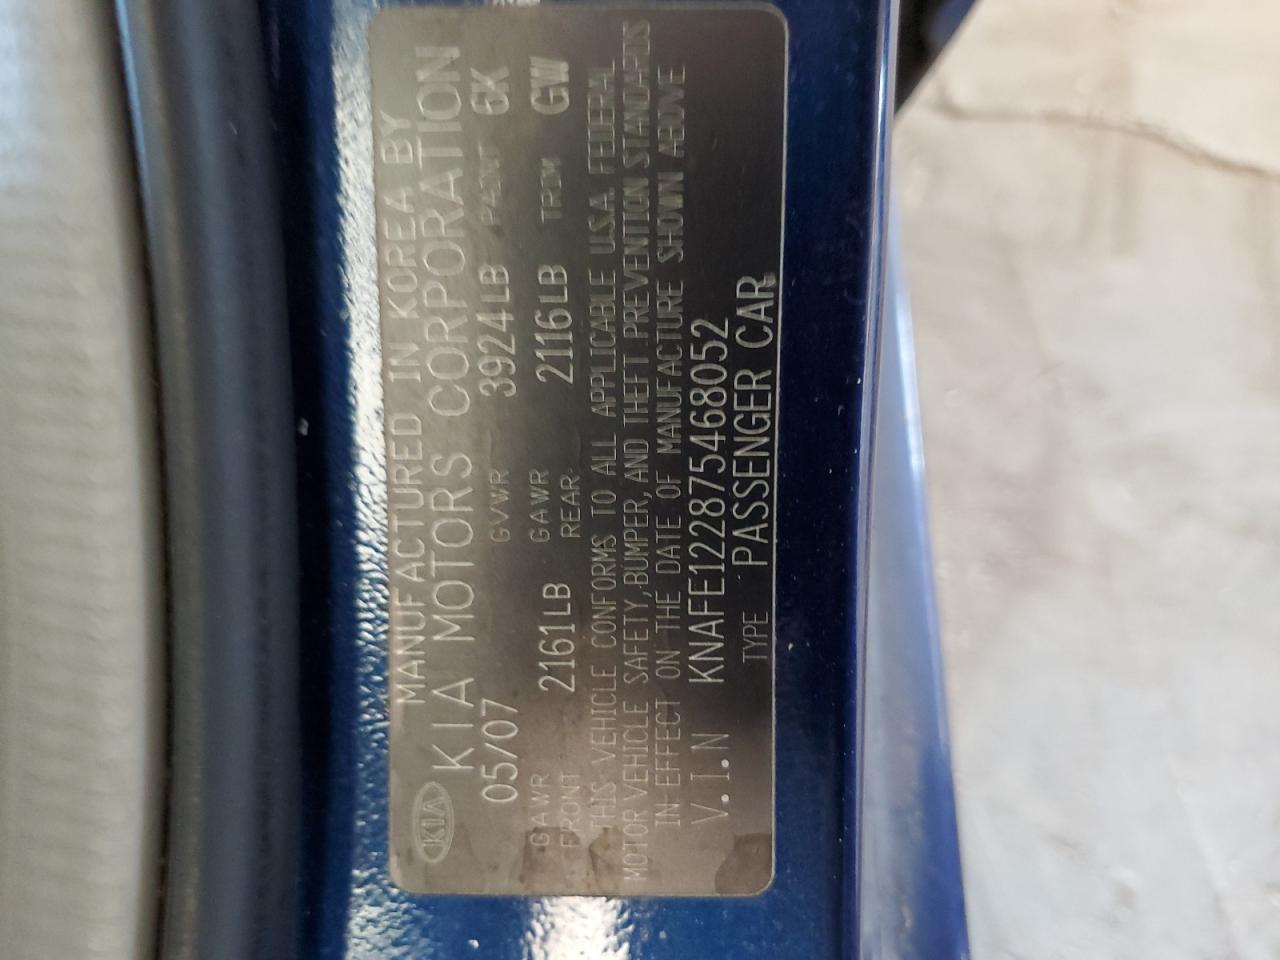 MANUFACTURED IN KOREA BY
KIA KIA MOTORS CORPORATION
05/07 GVWR 3924LB PAINT GK
GAWR FRONT 2161LB GAWR REAR 2116LB TRIM GW
THIS VEHICLE CONFORMS TO ALL APPLICABLE U.S.A. FEDERAL
MOTOR VEHICLE SAFETY, BUMPER, AND THEFT PREVENTION STANDARDS
IN EFFECT ON THE DATE OF MANUFACTURE SHOWN ABOVE
V.I.N KNAFE122875468052
TYPE PASSENGER CAR